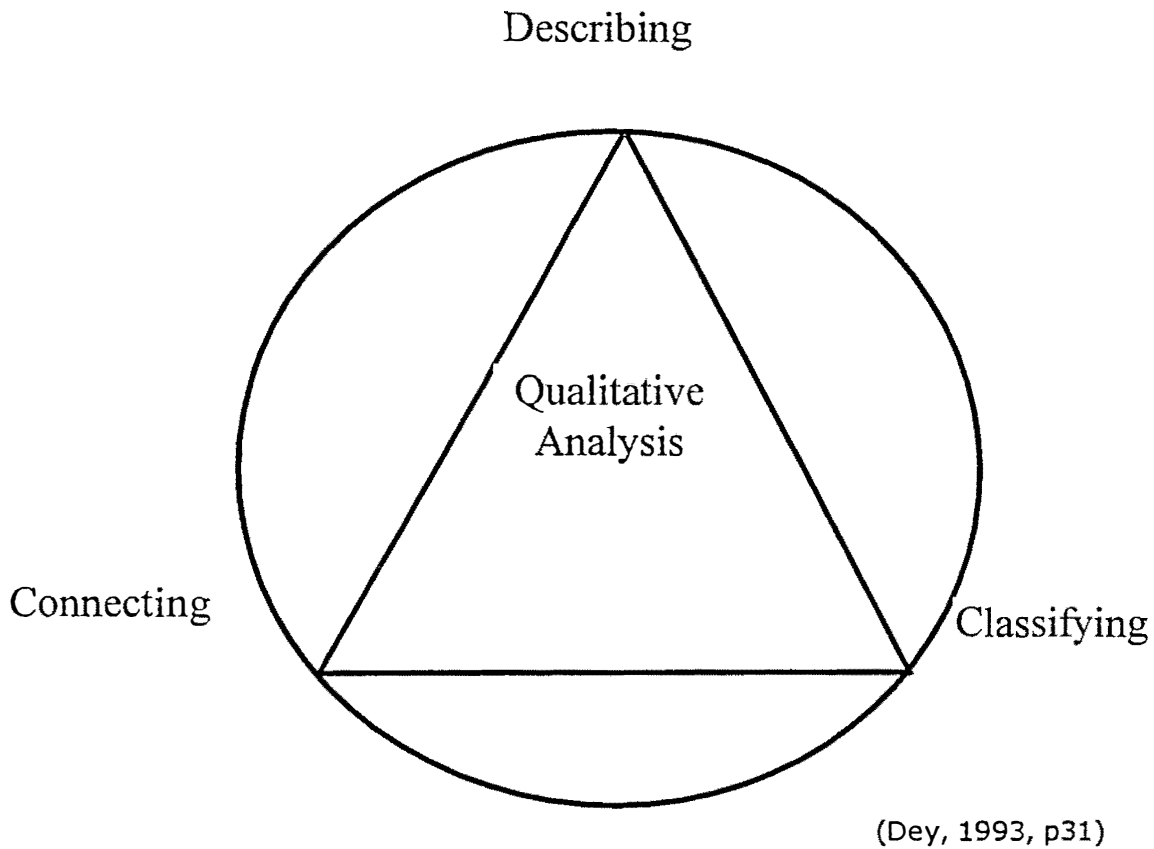 Describing
Qualitative
Analysis
Connecting
Classifying
(Dey, 1993, p31)